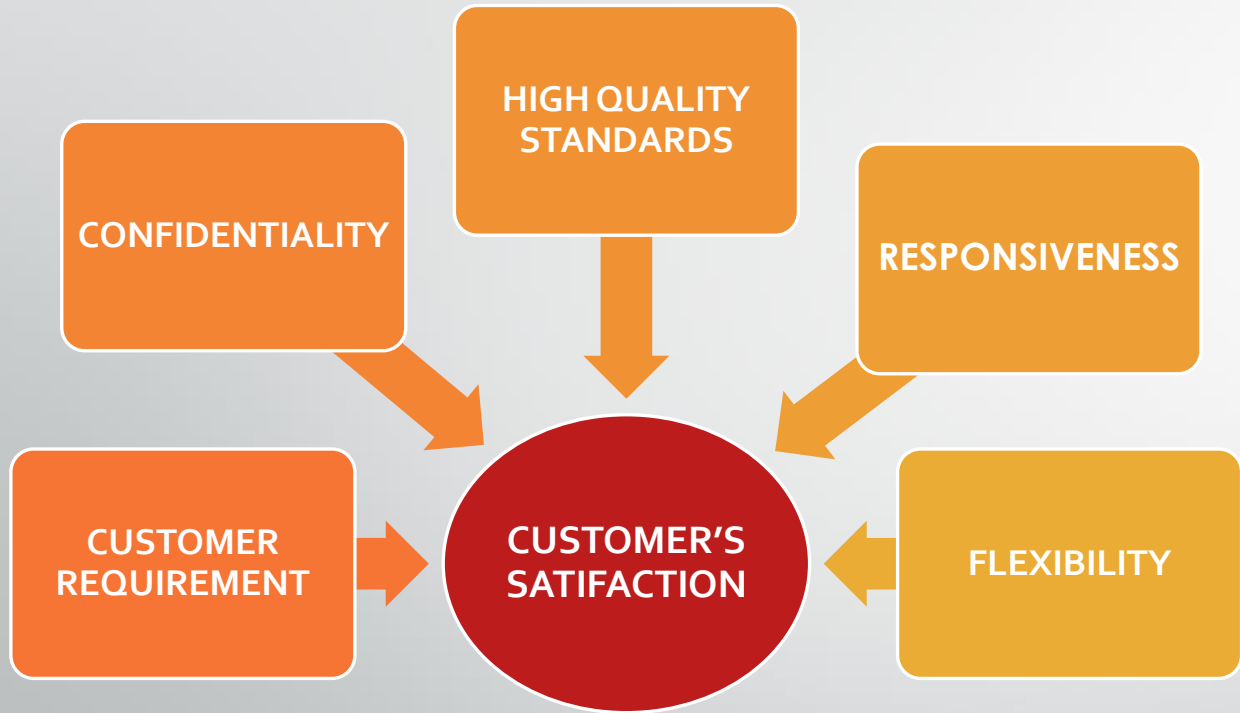 HIGH QUALITY
STANDARDS
CONFIDENTIALITY
RESPONSIVENESS
CUSTOMER
REQUIREMENT
CUSTOMER’S
SATIFACTION
FLEXIBILITY